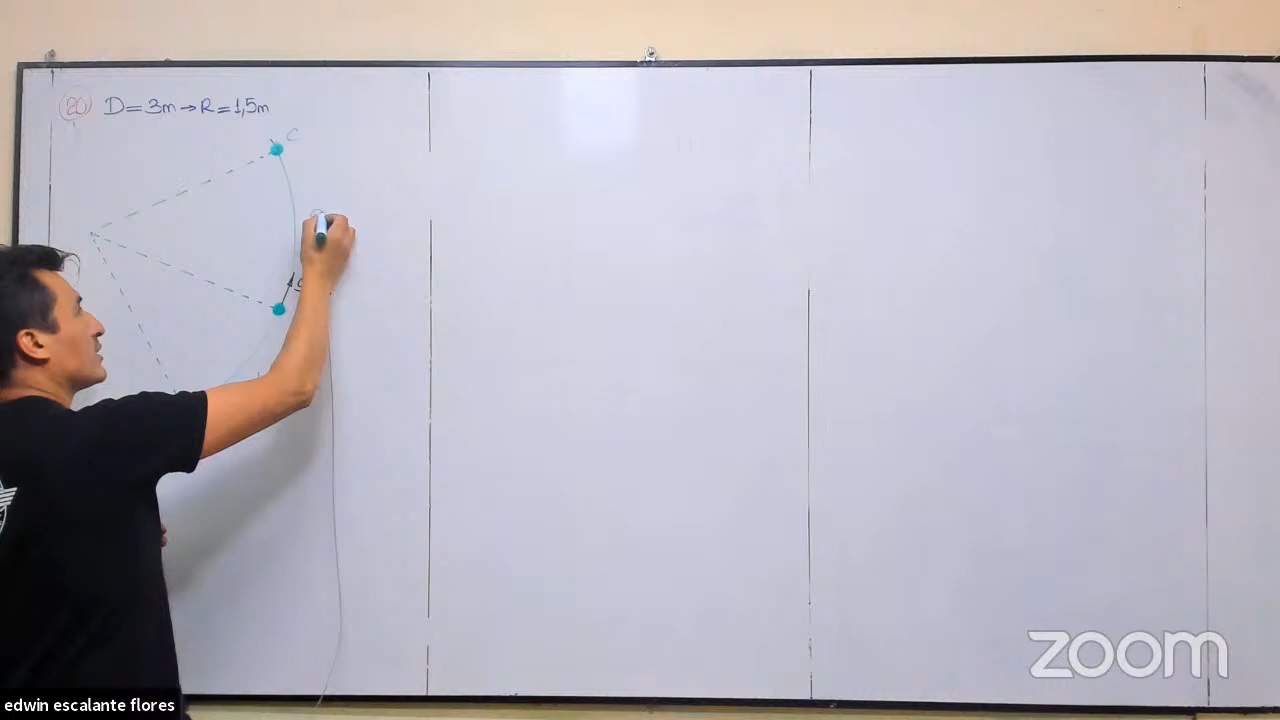 20 D = 3m → R = 1,5m
C
zoom
edwin escalante flores